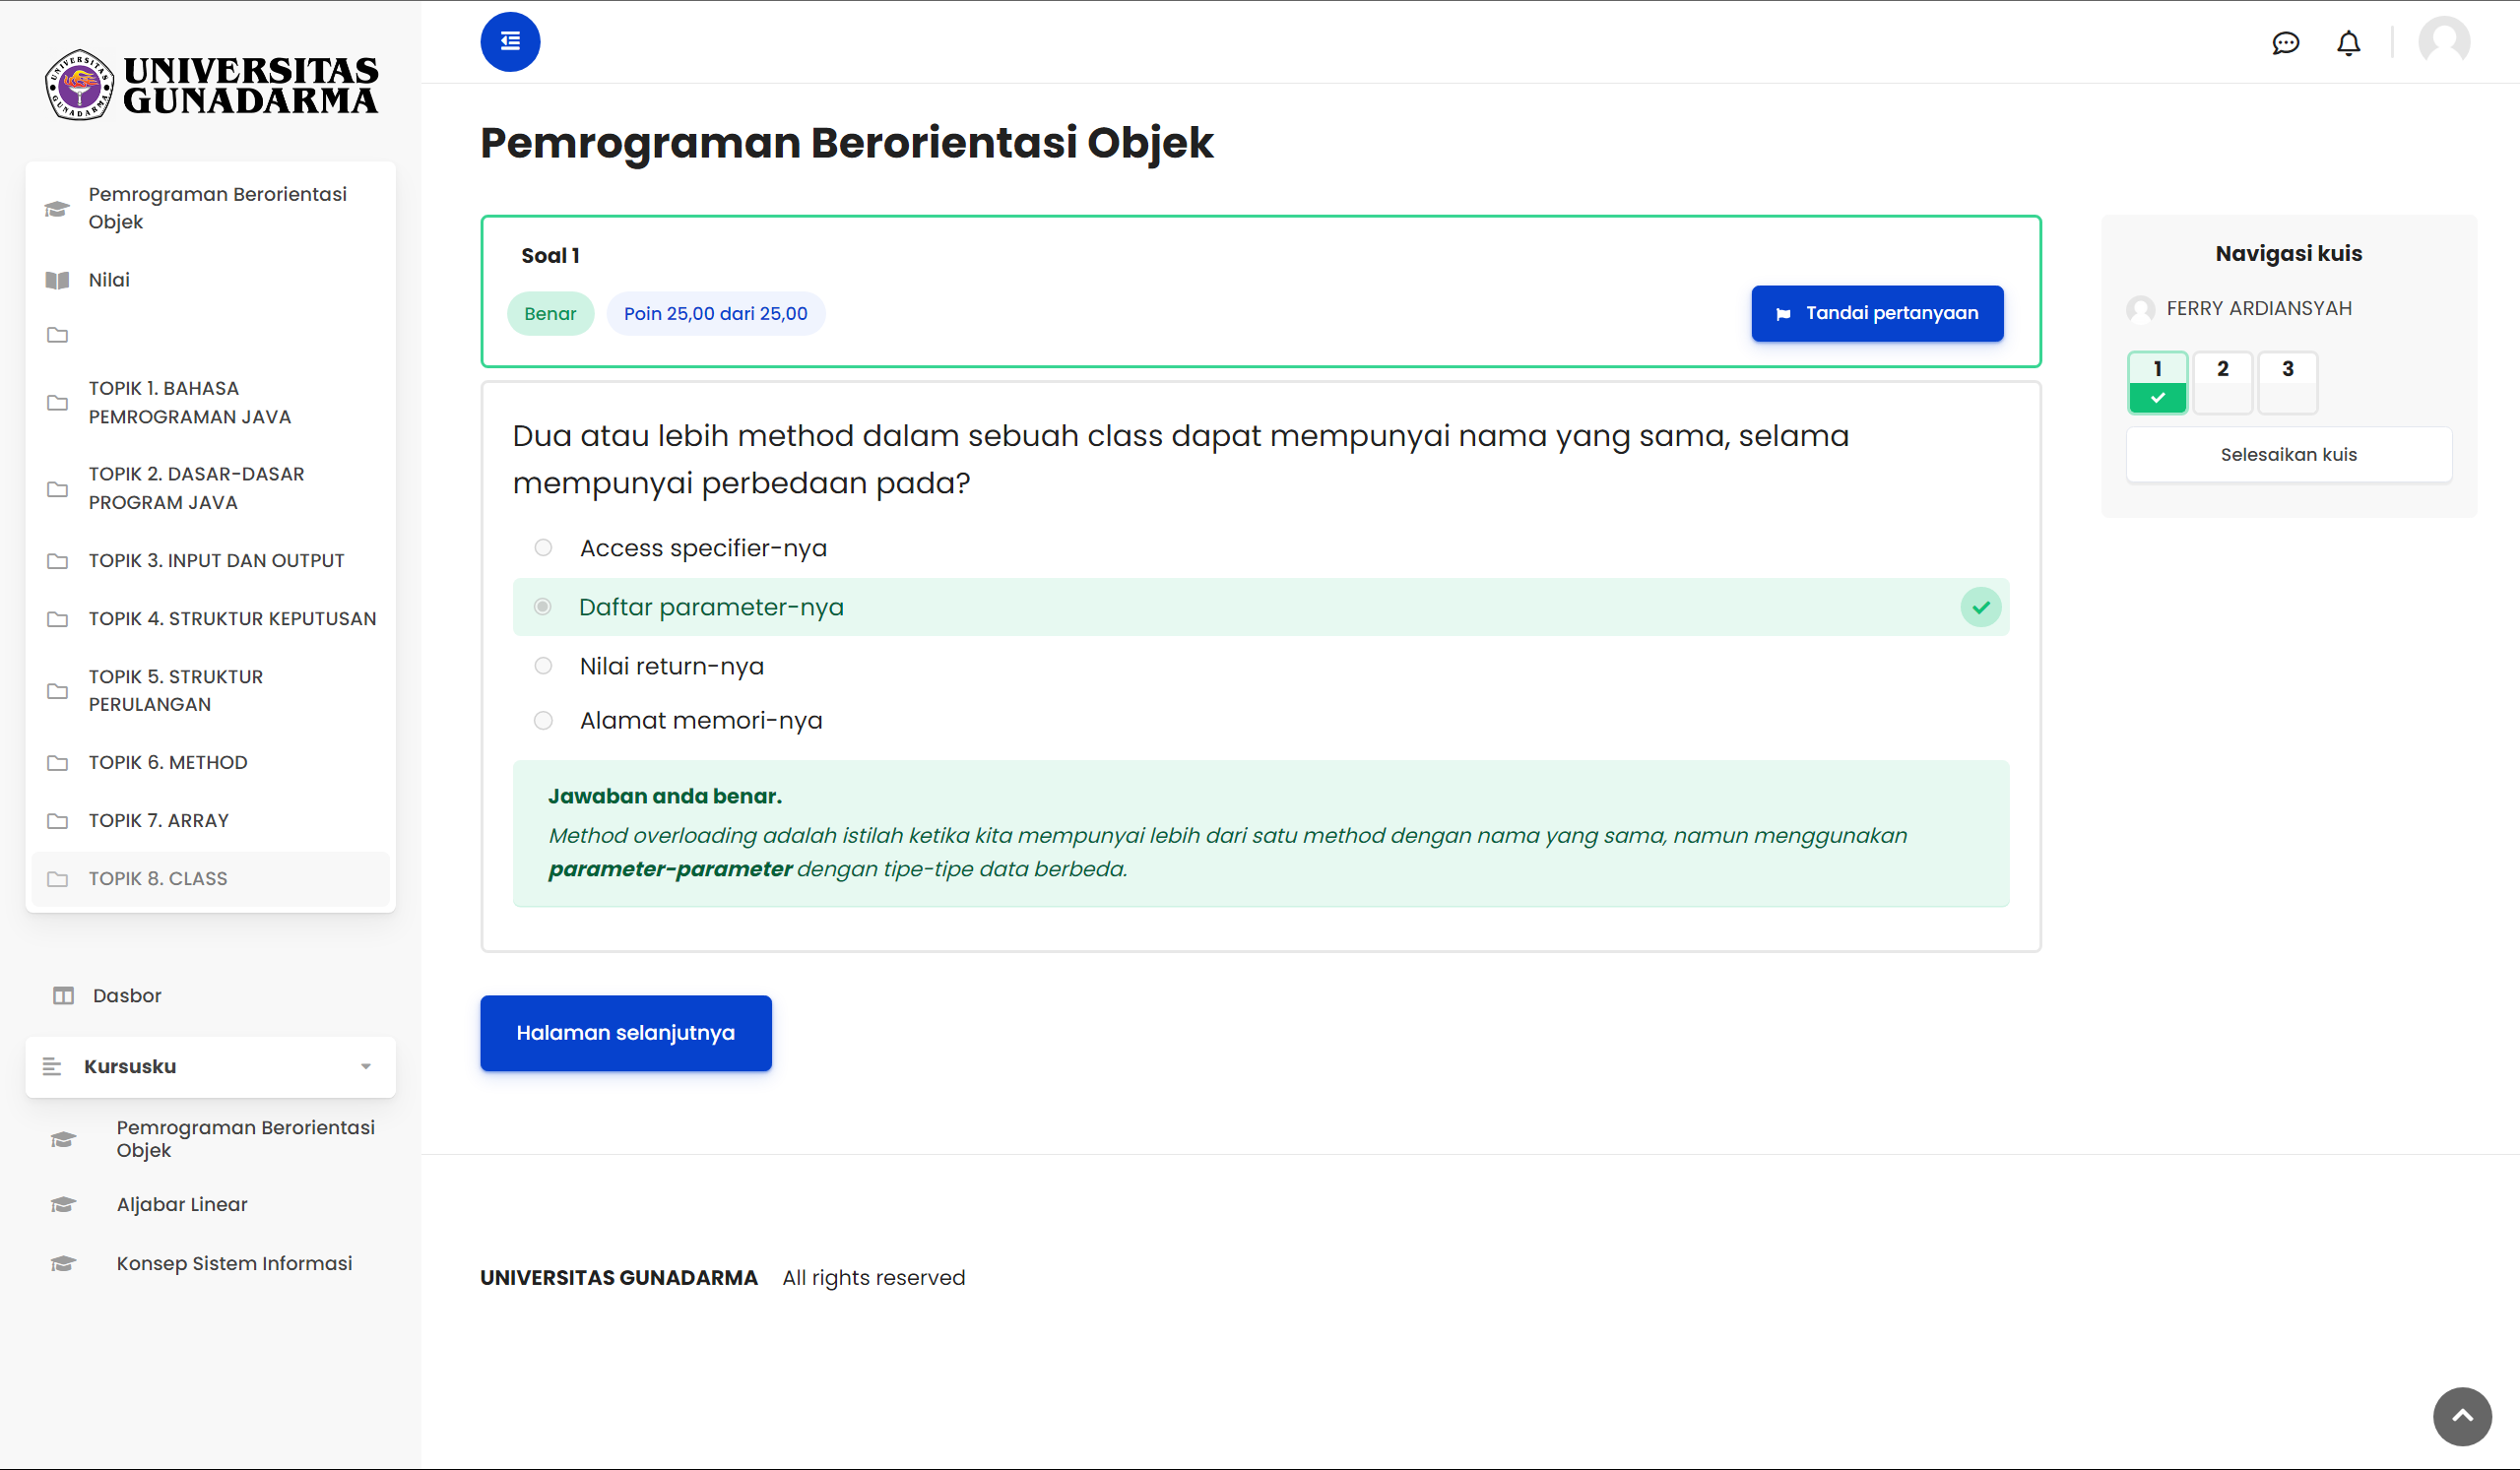 UNIVERSITAS
GUNADARMA
Pemrograman Berorientasi
Objek
Nilai
TOPIK 1. BAHASA
PEMROGRAMAN JAVA
TOPIK 2. DASAR-DASAR
PROGRAM JAVA
TOPIK 3. INPUT DAN OUTPUT
TOPIK 4. STRUKTUR KEPUTUSAN
TOPIK 5. STRUKTUR
PERULANGAN
TOPIK 6. METHOD
TOPIK 7. ARRAY
TOPIK 8. CLASS
Dasbor
Kursusku
Pemrograman Berorientasi
Objek
Aljabar Linear
Konsep Sistem Informasi
Pemrograman Berorientasi Objek
Soal 1
Benar
Poin 25,00 dari 25,00
Tandai pertanyaan
Dua atau lebih method dalam sebuah class dapat mempunyai nama yang sama, selama
mempunyai perbedaan pada?
Access specifier-nya
Daftar parameter-nya
Nilai return-nya
Alamat memori-nya
Jawaban anda benar.
Method overloading adalah istilah ketika kita mempunyai lebih dari satu method dengan nama yang sama, namun menggunakan
parameter-parameter dengan tipe-tipe data berbeda.
Halaman selanjutnya
Navigasi kuis
FERRY ARDIANSYAH
1 2 3
Selesaikan kuis
UNIVERSITAS GUNADARMA All rights reserved